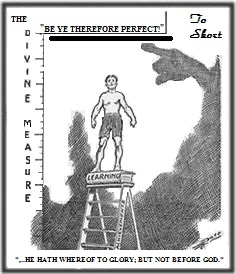 THE DIVINE MEASURE
"BE YE THEREFORE PERFECT!"
To
Short
LEARNING
"...HE HATH WHEREOF TO GLORY; BUT NOT BEFORE GOD."